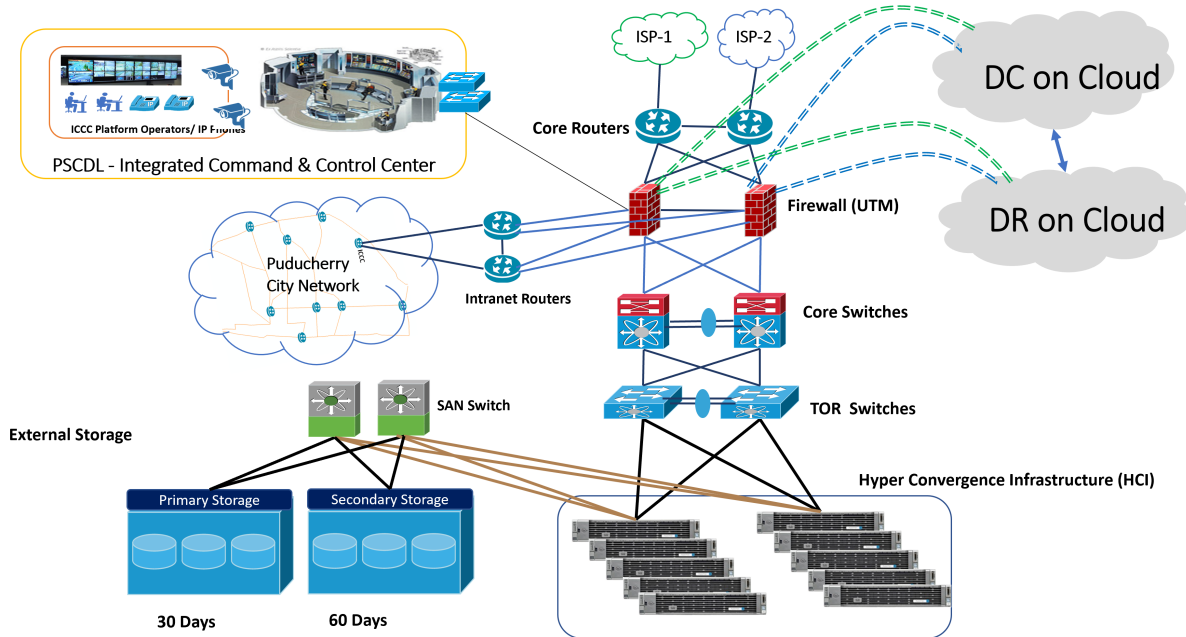 ISP-1
ISP-2
DC on Cloud
Core Routers
ICCC Platform Operators/ IP Phones
PSCDL - Integrated Command & Control Center
Firewall (UTM)
DR on Cloud
ICCC
Puducherry
City Network
Intranet Routers
Core Switches
SAN Switch
TOR Switches
External Storage
Hyper Convergence Infrastructure (HCI)
Primary Storage
Secondary Storage
30 Days
60 Days